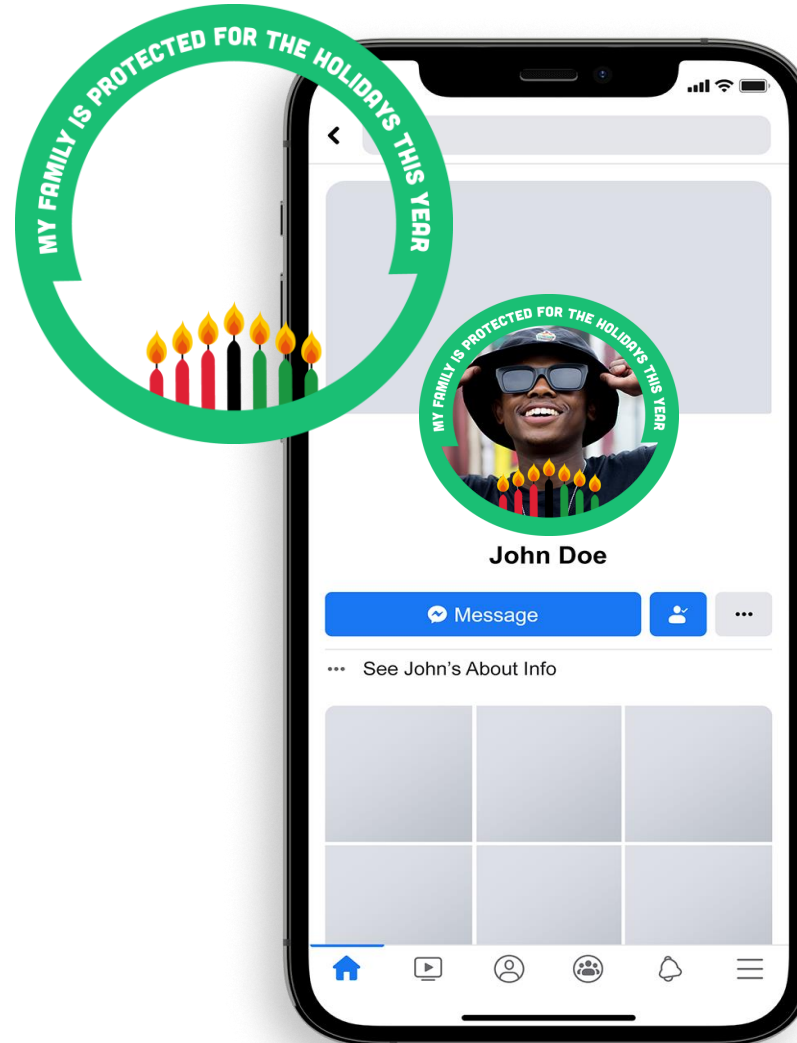 MY FAMILY IS PROTECTED FOR THE HOLIDAYS THIS YEAR
MY FAMILY IS PROTECTED FOR THE HOLIDAYS THIS YEAR
John Doe
Message
See John's About Info